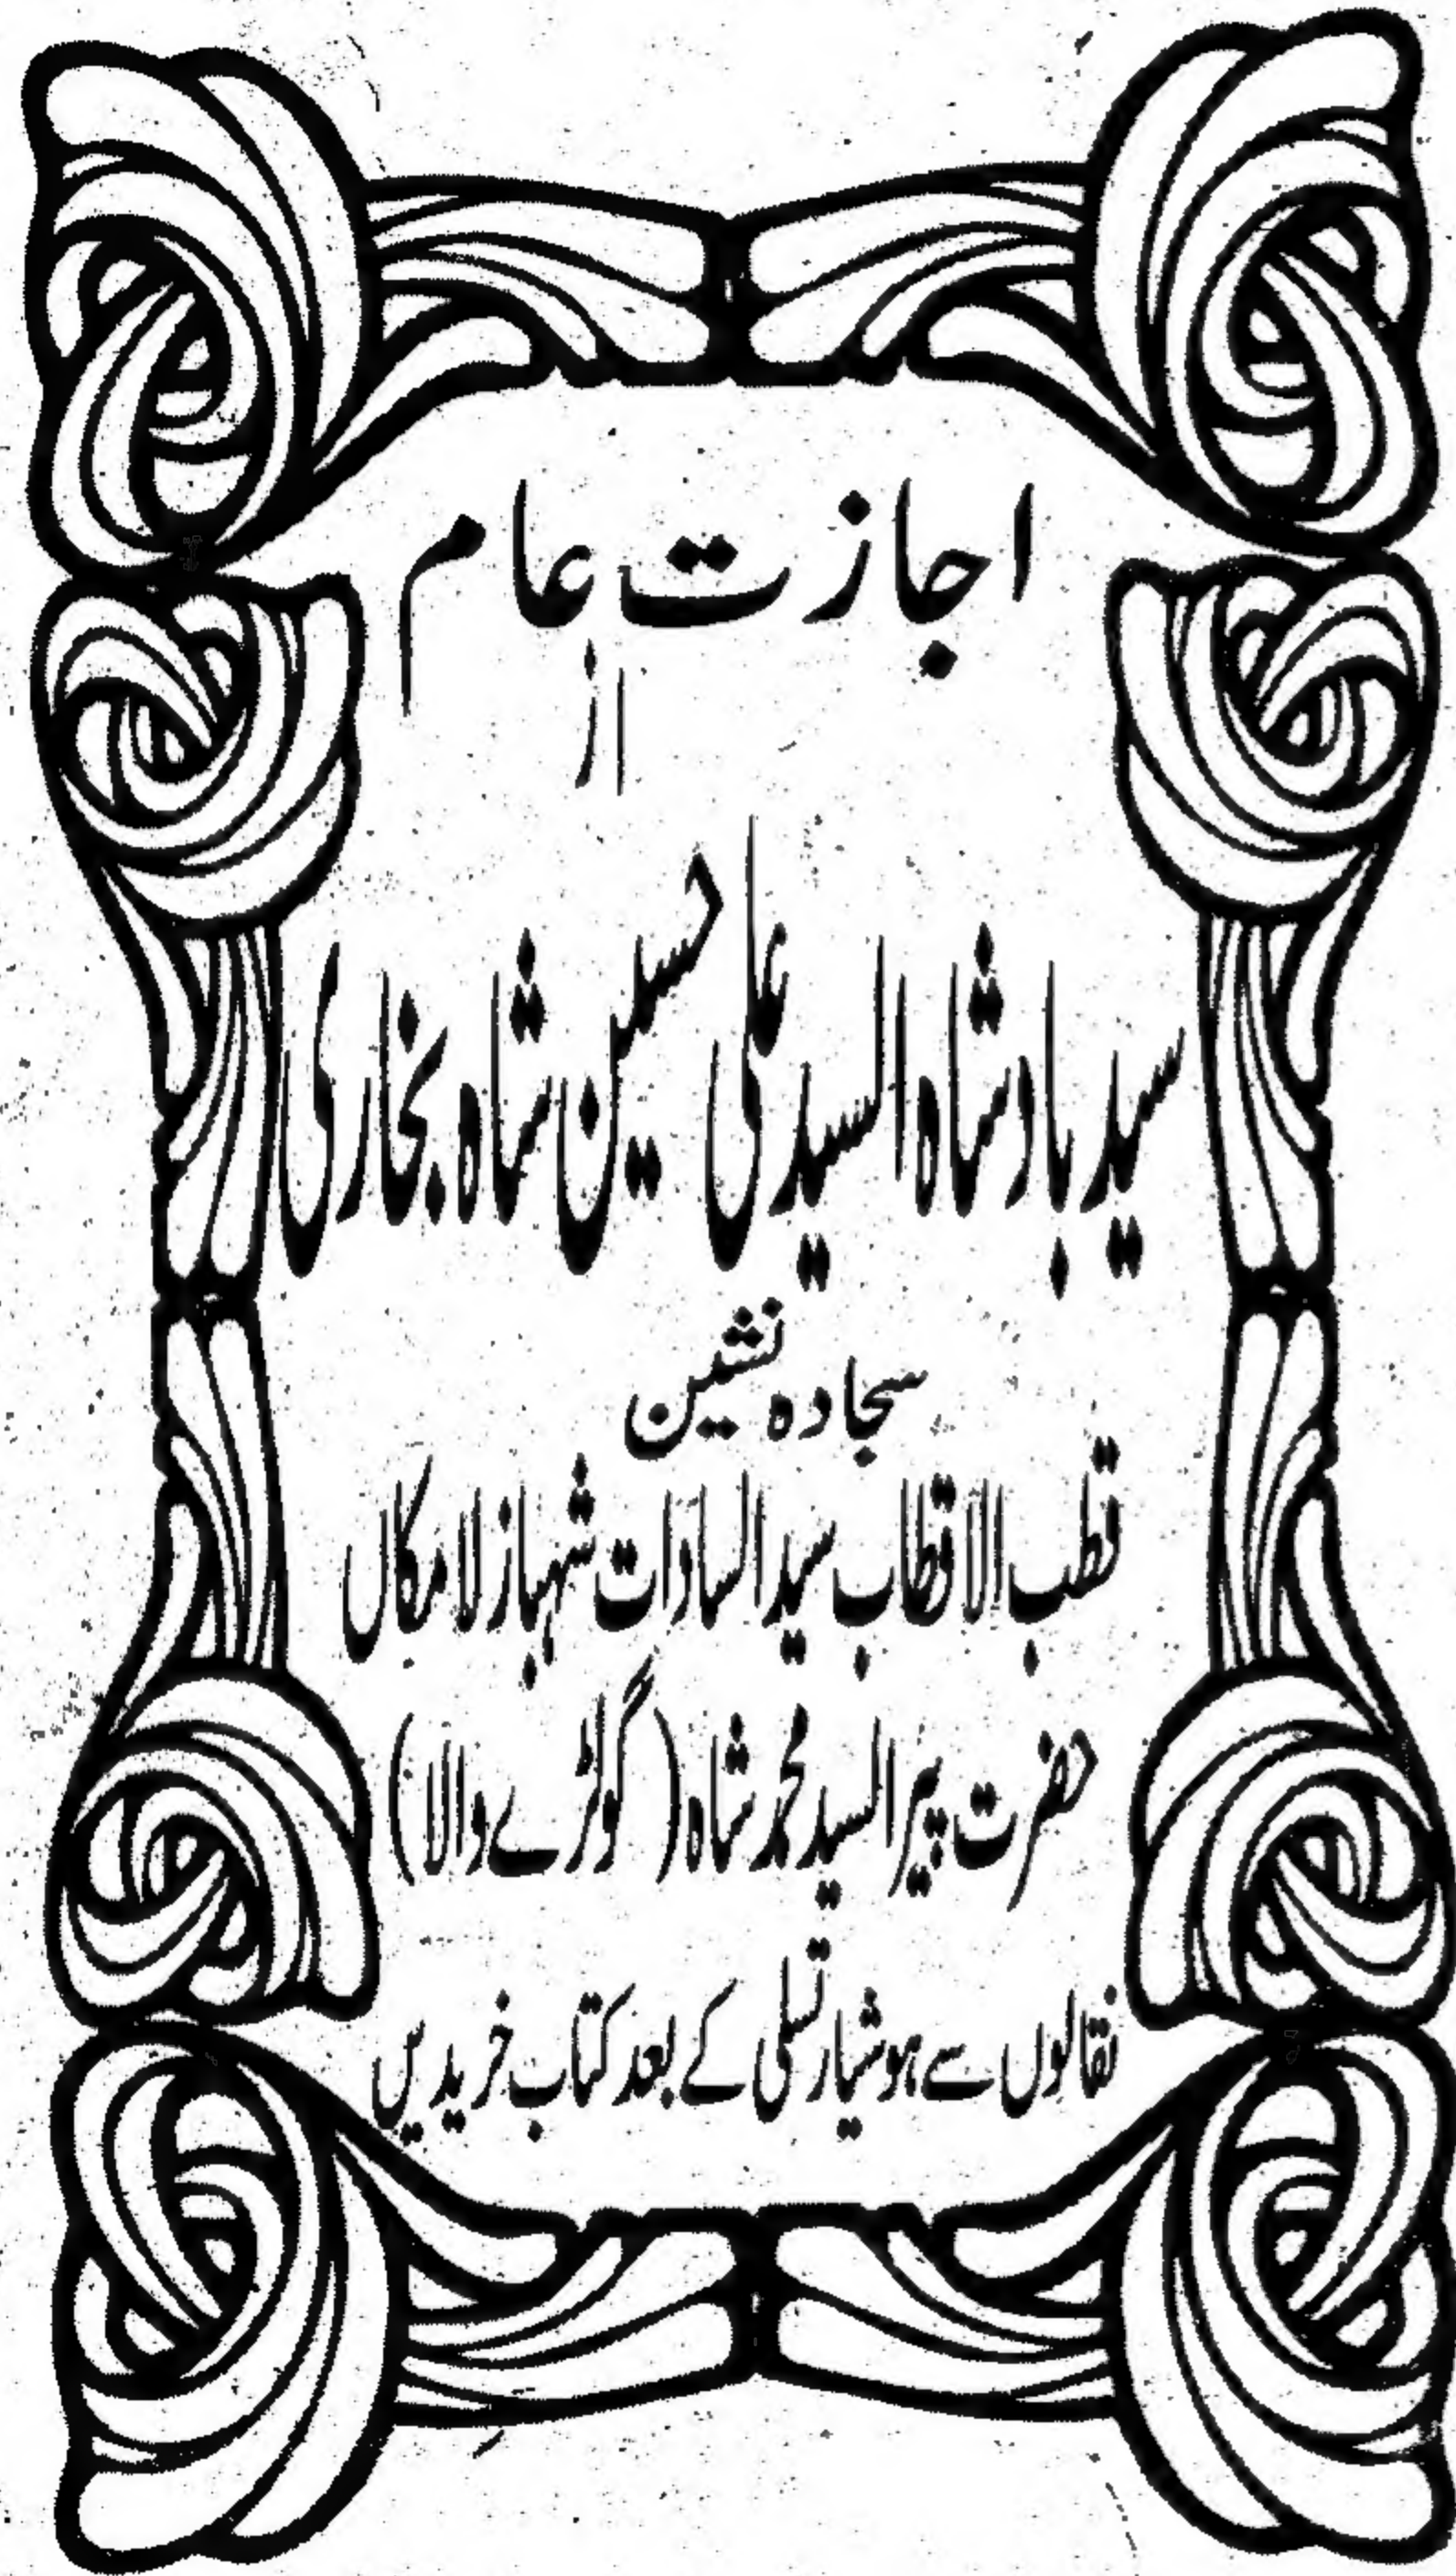 اجازت عام
از
سید بادشاہ السید علی حسین شاہ بخاری
سجادہ نشین
قطب الاقطاب سید السادات شہباز لامکاں
حضرت پیر السید محمد شاہ (گولڑے والا)
نقالوں سے ہوشیار تسلی کے بعد کتاب خریدیں